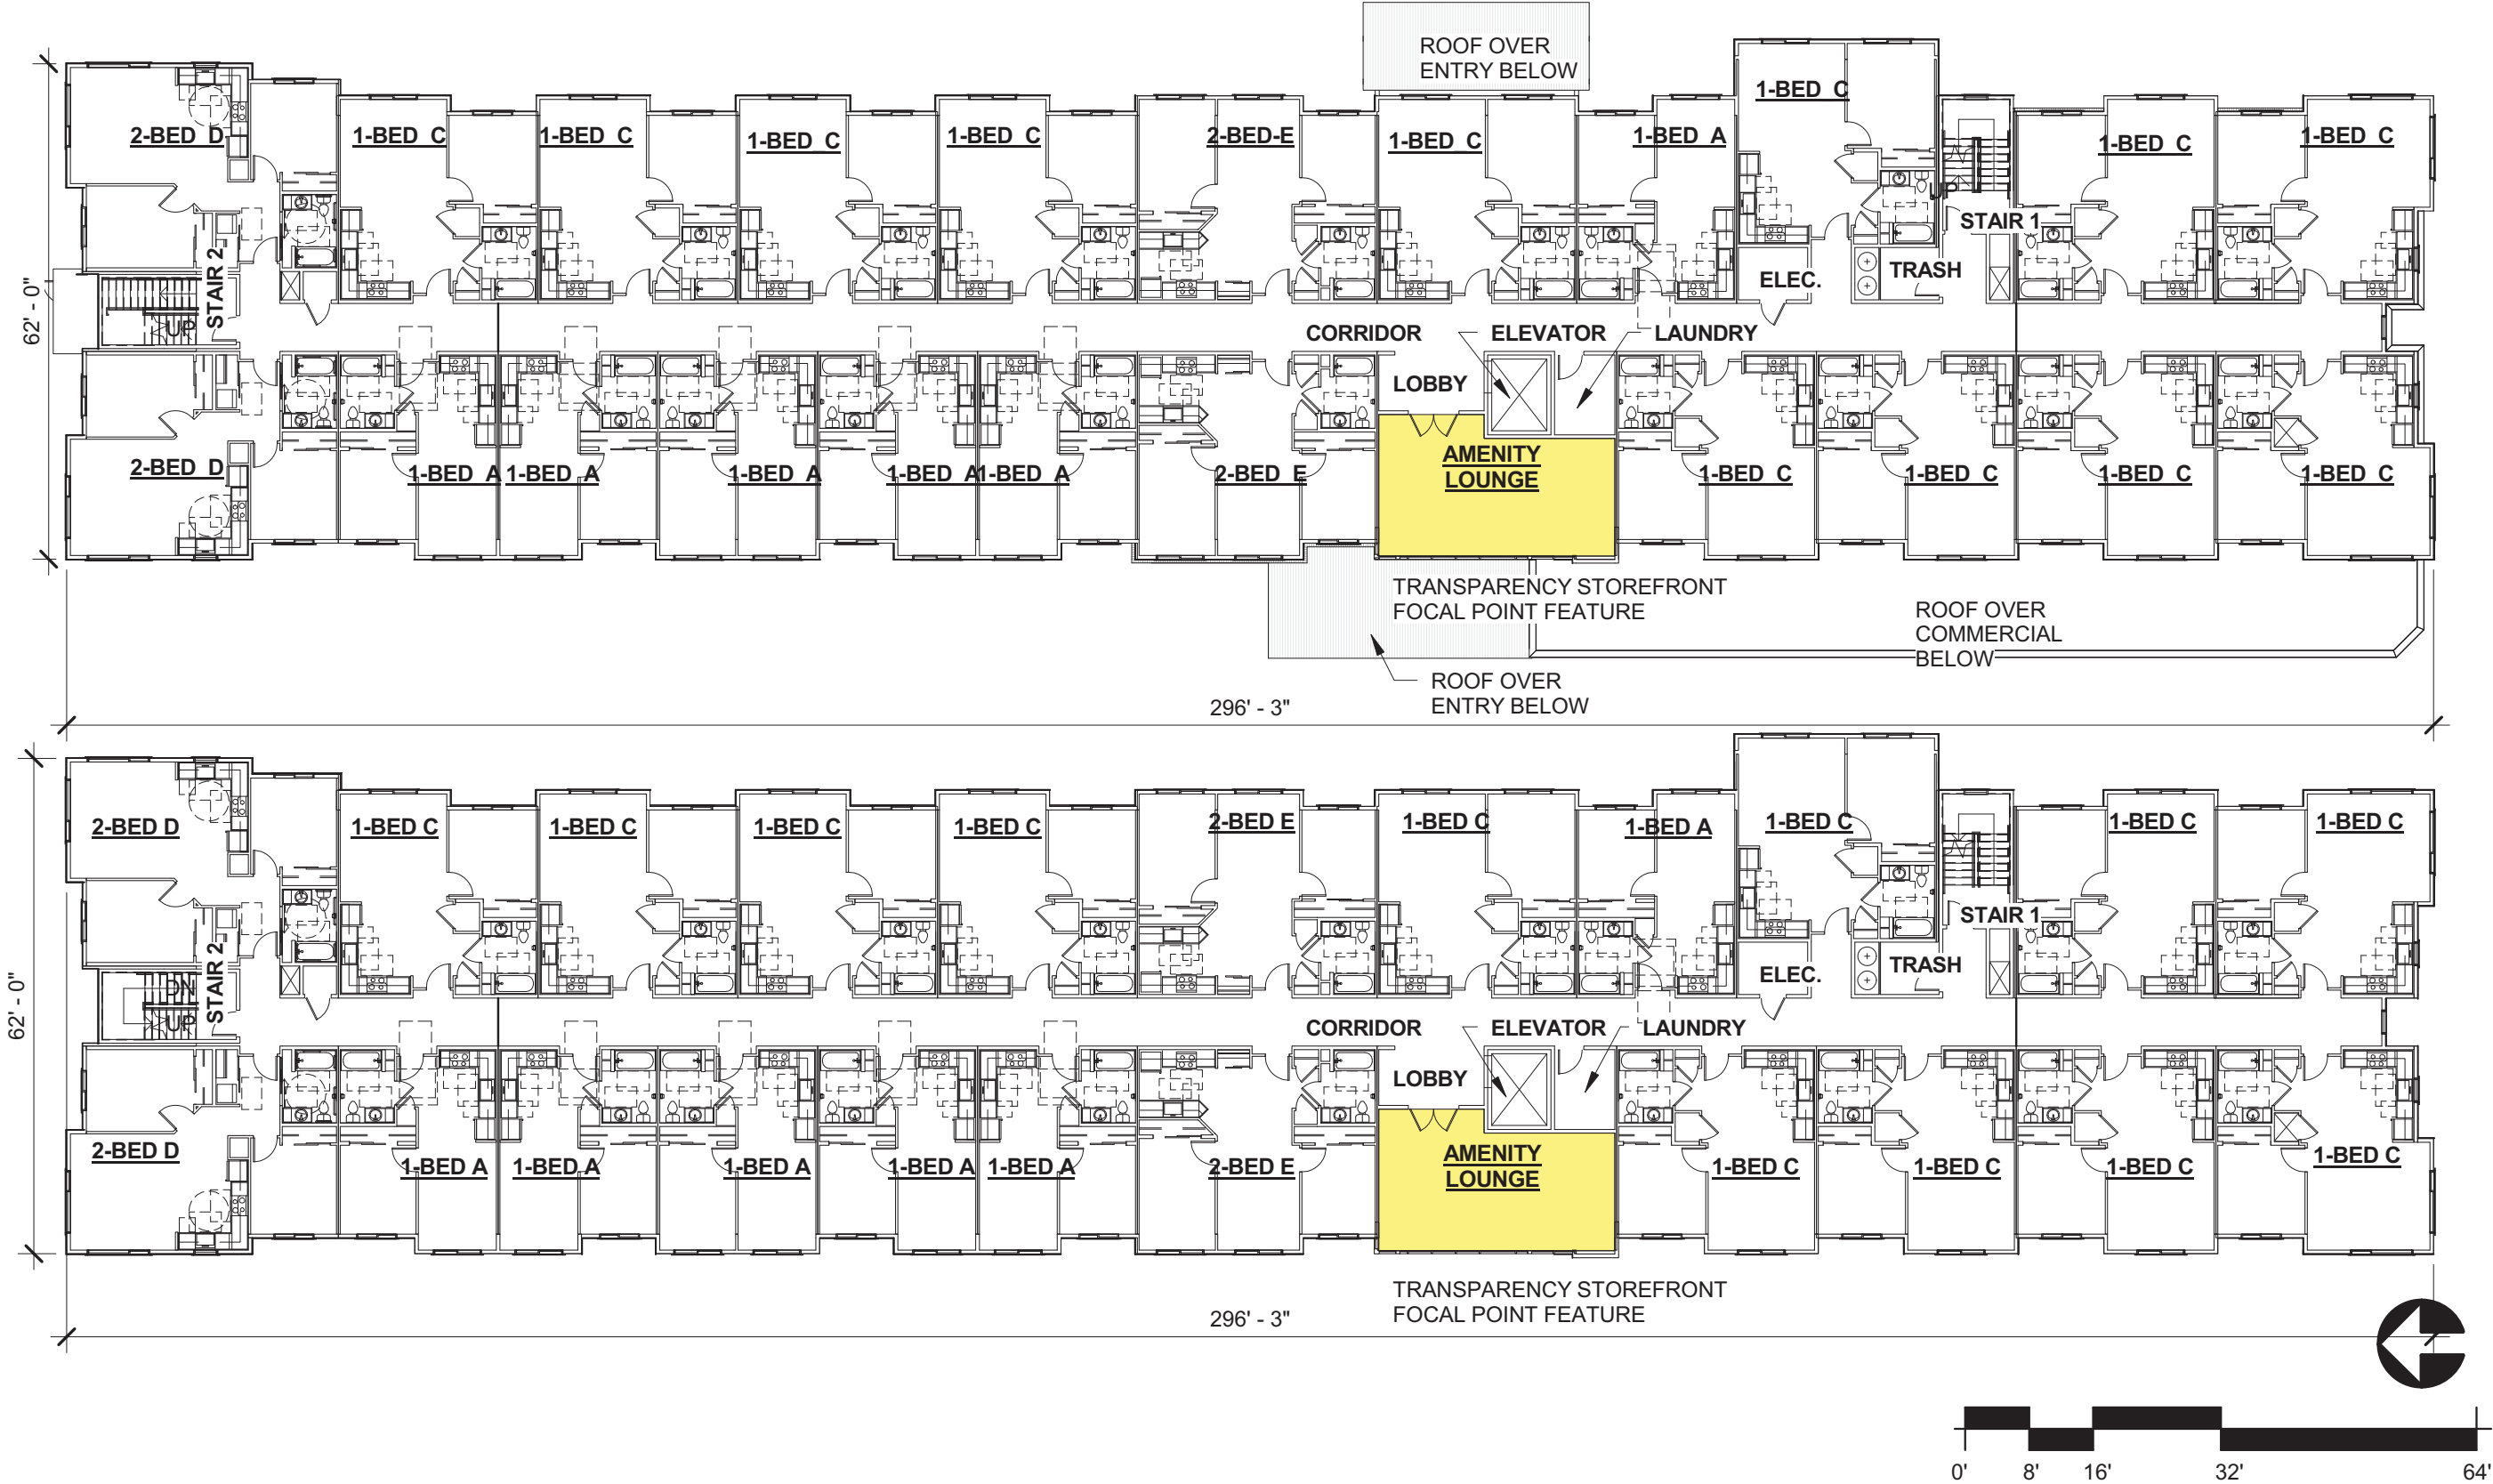 ROOF OVER
ENTRY BELOW
2-BED D
1-BED C
1-BED C
1-BED C
1-BED C
2-BED-E
1-BED C
1-BED A
1-BED C
1-BED C
1-BED C
UP
STAIR 1
STAIR 2
UP
ELEC.
TRASH
62' - 0"
CORRIDOR
ELEVATOR
LAUNDRY
LOBBY
2-BED D
1-BED A
1-BED A
1-BED A
1-BED A
1-BED A
2-BED E
AMENITY
LOUNGE
1-BED C
1-BED C
1-BED C
1-BED C
TRANSPARENCY STOREFRONT
FOCAL POINT FEATURE
ROOF OVER
COMMERCIAL
BELOW
ROOF OVER
ENTRY BELOW
296' - 3"
2-BED D
1-BED C
1-BED C
1-BED C
1-BED C
2-BED E
1-BED C
1-BED A
1-BED C
1-BED C
1-BED C
STAIR 1
STAIR 2
DN
UP
ELEC.
TRASH
62' - 0"
CORRIDOR
ELEVATOR
LAUNDRY
LOBBY
2-BED D
1-BED A
1-BED A
1-BED A
1-BED A
1-BED A
2-BED E
AMENITY
LOUNGE
1-BED C
1-BED C
1-BED C
1-BED C
TRANSPARENCY STOREFRONT
FOCAL POINT FEATURE
296' - 3"
0' 8' 16' 32' 64'